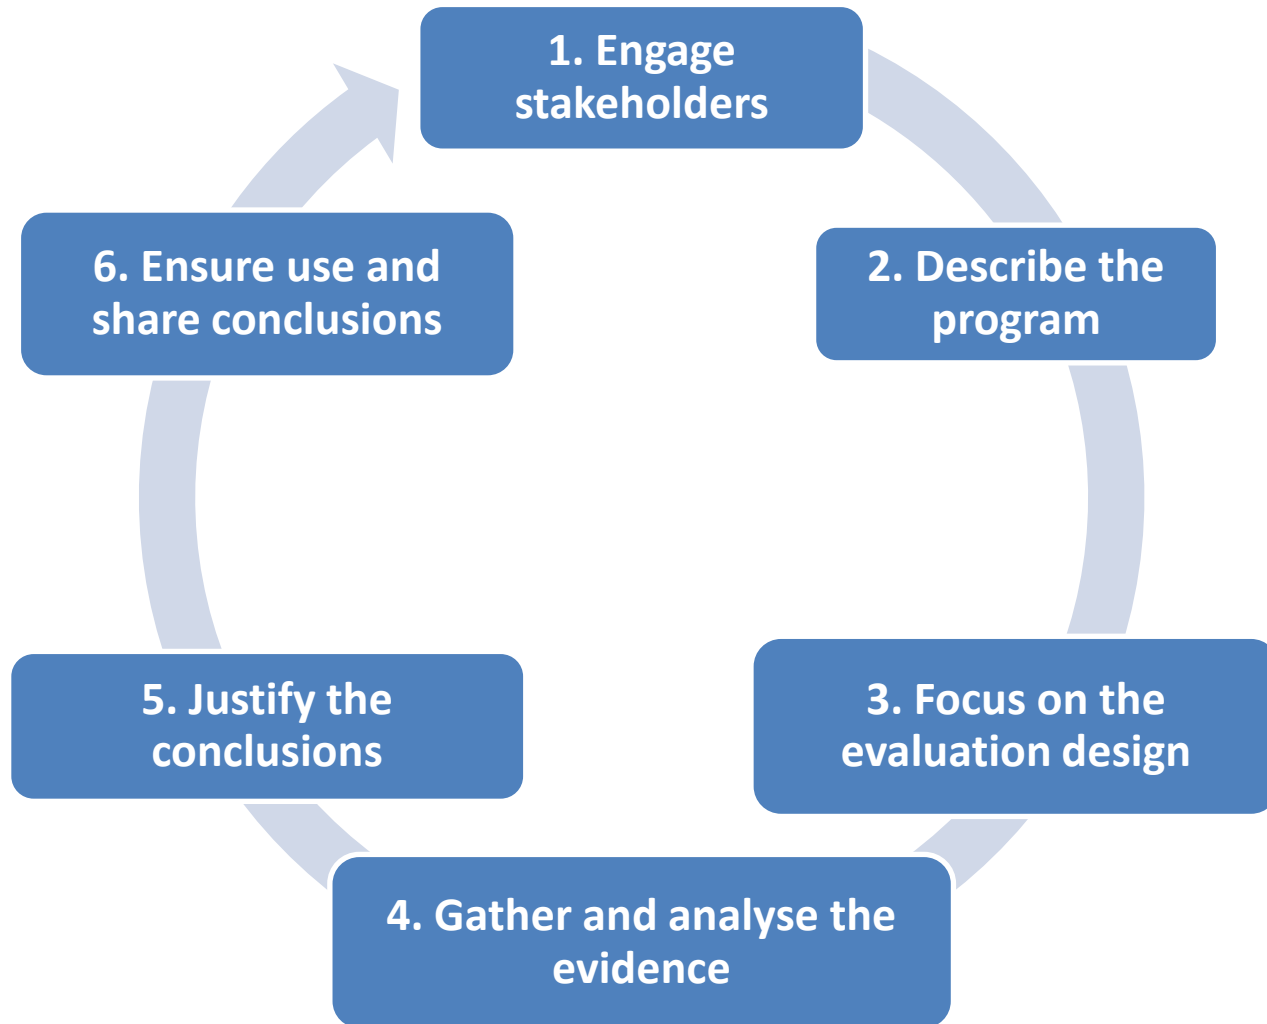 1. Engage
stakeholders
2. Describe the
program
3. Focus on the
evaluation design
4. Gather and analyse the
evidence
5. Justify the
conclusions
6. Ensure use and
share conclusions